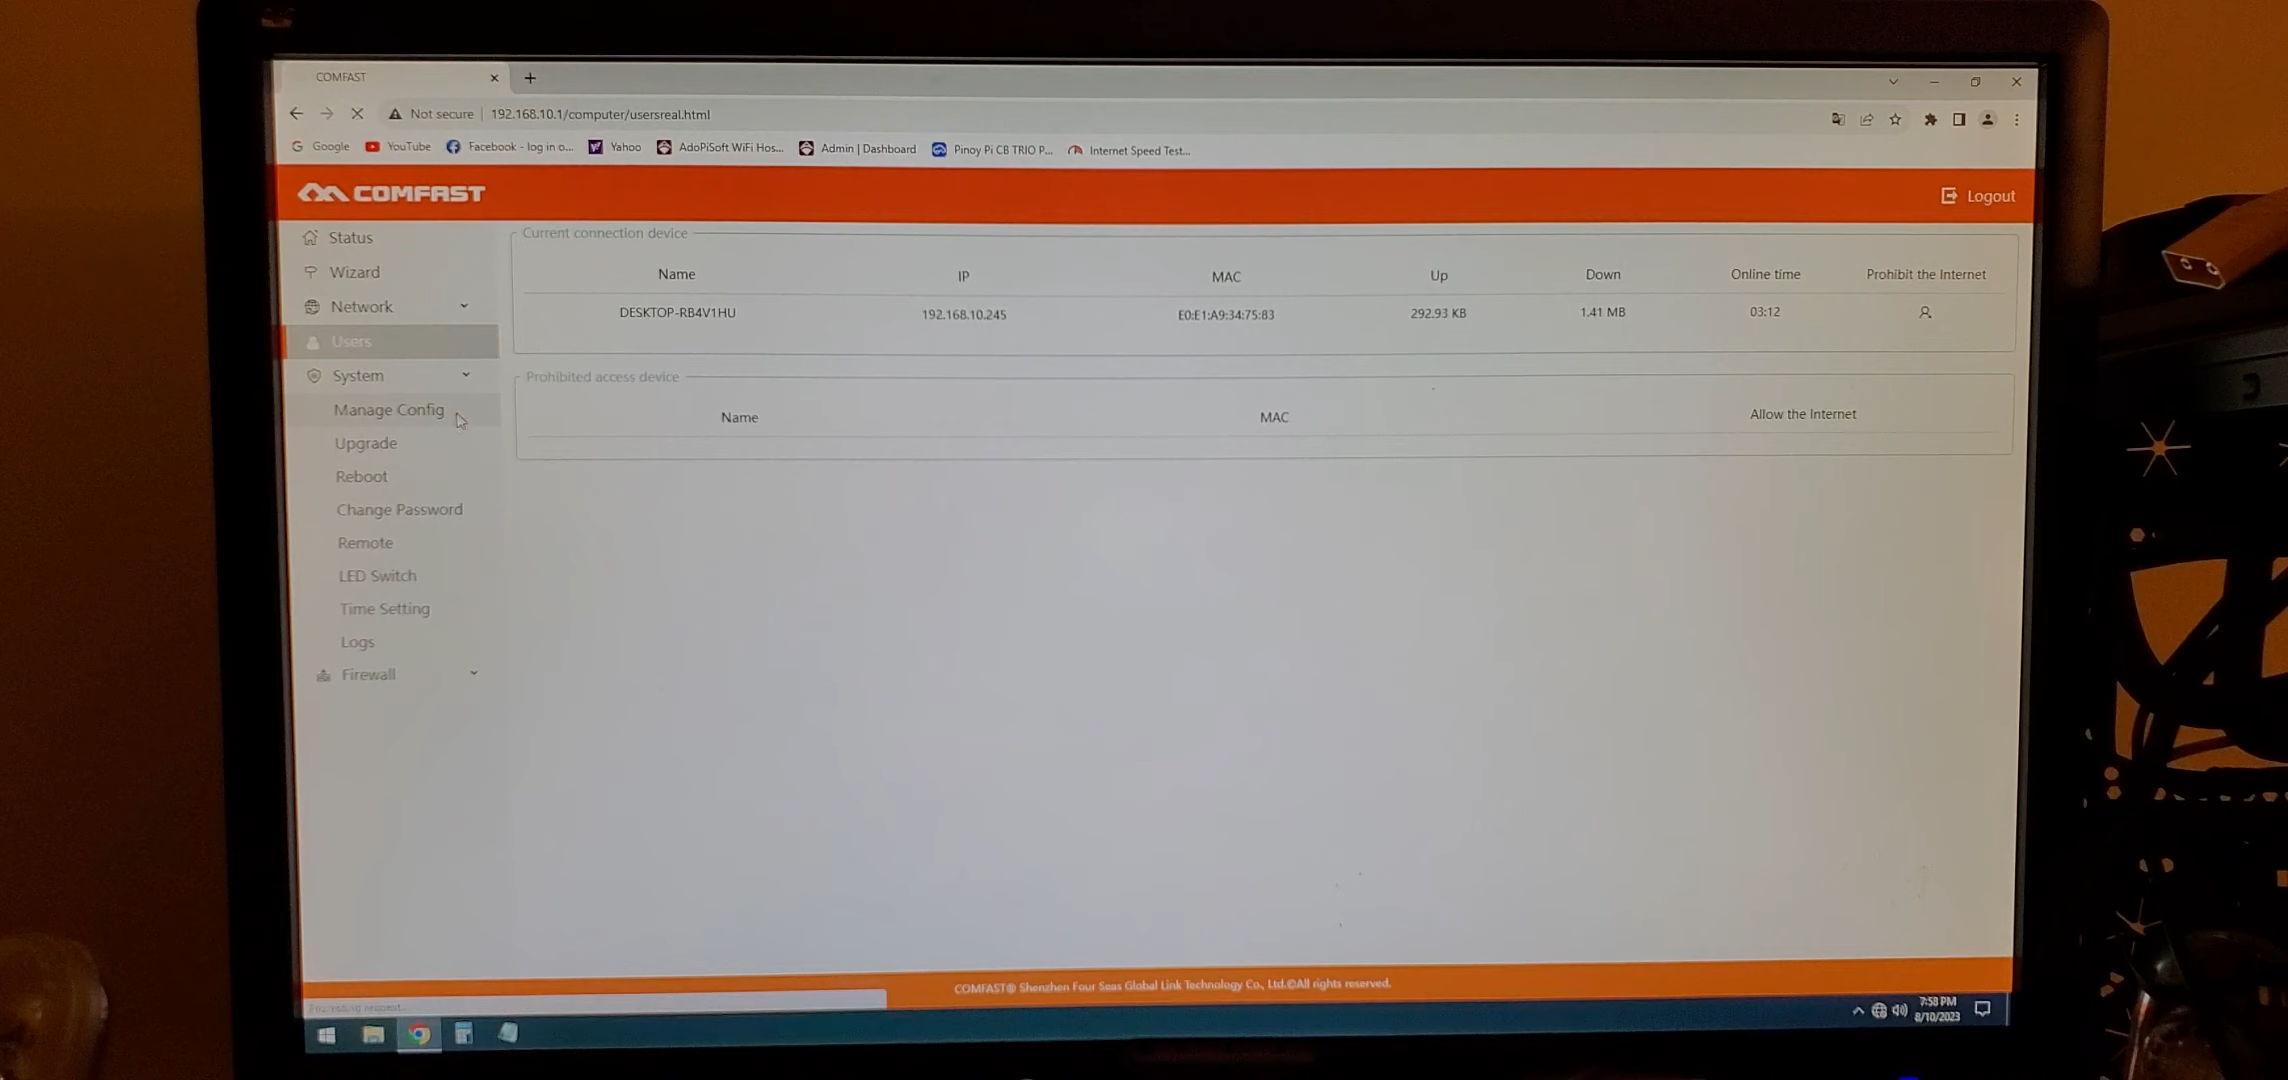 COMFAST
Not secure 192.168.10.1/computer/usersreal.html
Google YouTube Facebook - log in o... Yahoo AdoPiSoft WiFi Hos... Admin | Dashboard Pinoy Pi CB TRIO P... Internet Speed Test...
COMFAST Logout
Status
Wizard
Network
Users
System
Manage Config
Upgrade
Reboot
Change Password
Remote
LED Switch
Time Setting
Logs
Firewall
Current connection device
Name IP MAC Up Down Online time Prohibit the Internet
DESKTOP-RB4V1HU 192.168.10.245 E0:E1:A9:34:75:83 292.93 KB 1.41 MB 03:12
Prohibited access device
Name MAC Allow the Internet
COMFAST® Shenzhen Four Seas Global Link Technology Co., Ltd.©All rights reserved.
7:58 PM
8/10/2023